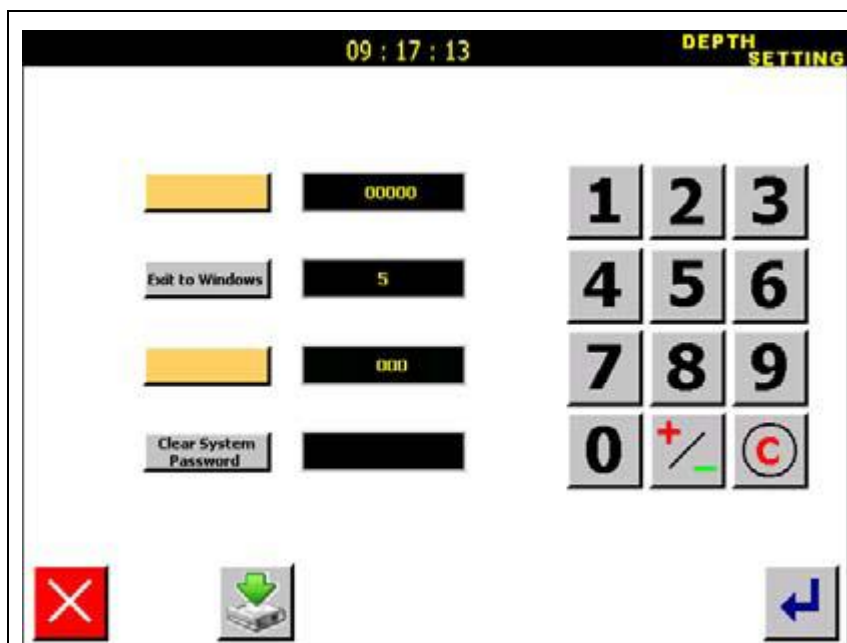 09 : 17 : 13
DEPTH
SETTING
00000
1 2 3
Exit to Windows
5
4 5 6
000
7 8 9
Clear System
Password
0 +/- C